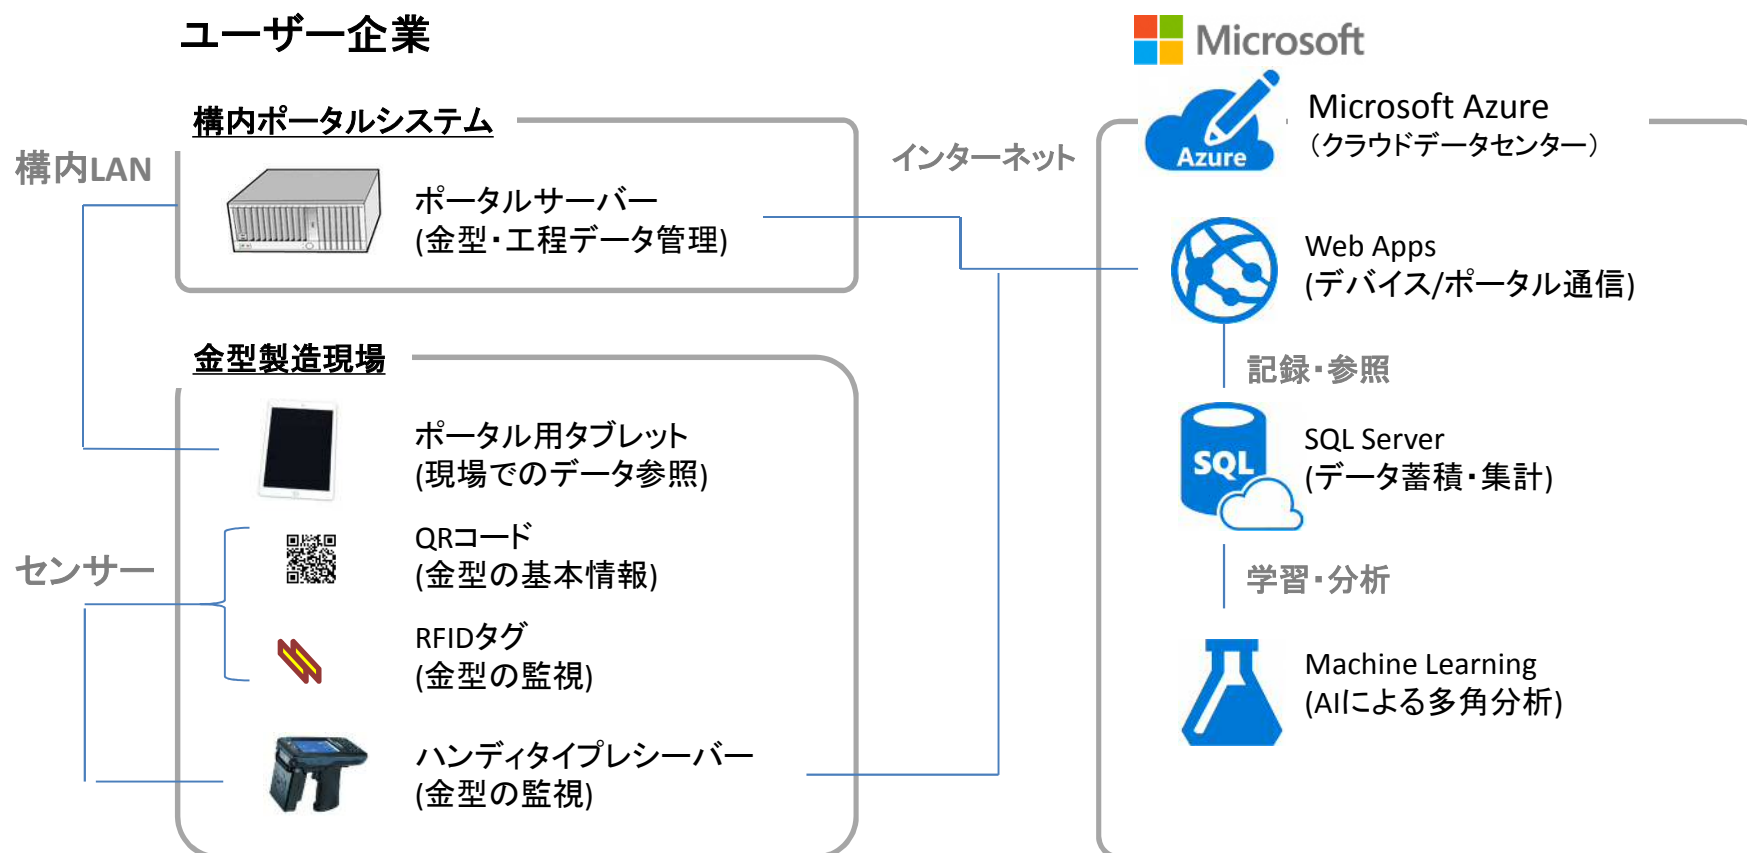 ユーザー企業
Microsoft
構内ポータルシステム
Microsoft Azure
(クラウドデータセンター)
Azure
構内LAN
インターネット
ポータルサーバー
(金型・工程データ管理)
Web Apps
(デバイス/ポータル通信)
金型製造現場
記録・参照
ポータル用タブレット
(現場でのデータ参照)
SQL
SQL Server
(データ蓄積・集計)
センサー
QRコード
(金型の基本情報)
学習・分析
RFIDタグ
(金型の監視)
Machine Learning
(AIによる多角分析)
ハンディタイプレシーバー
(金型の監視)